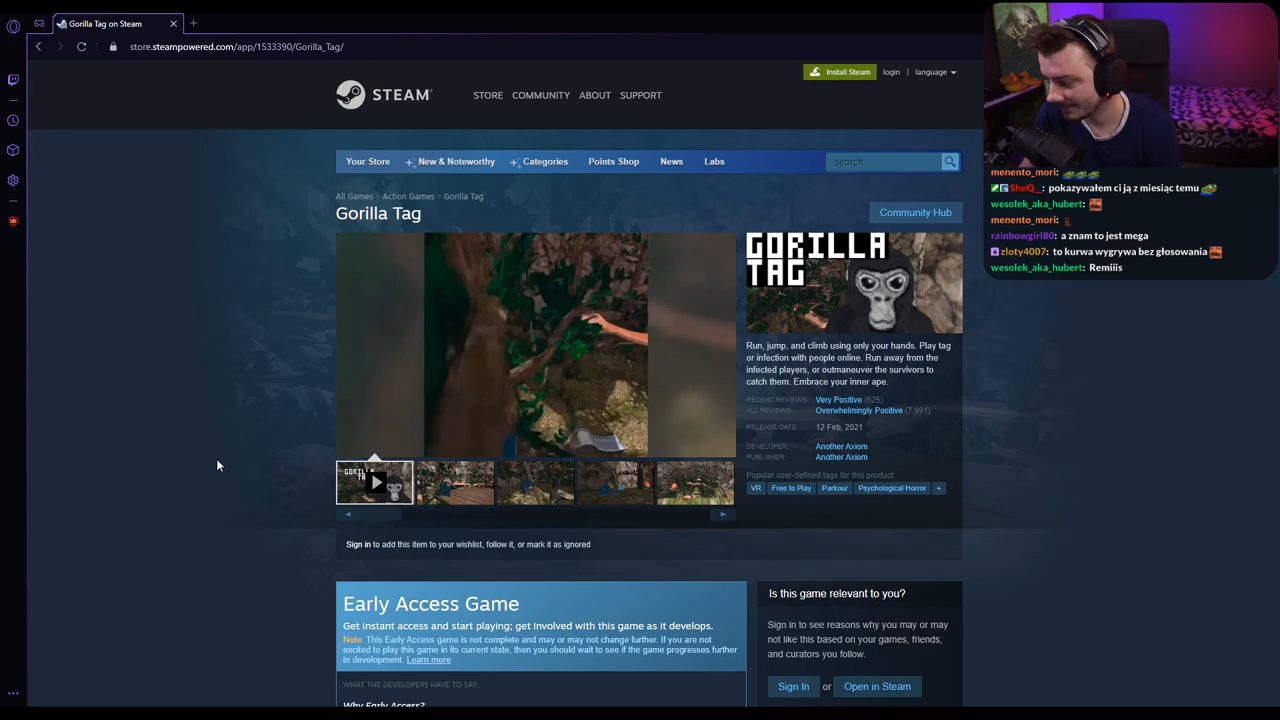 Gorilla Tag on Steam
store.steampowered.com/app/1533390/Gorilla_Tag/
Install Steam
login | language
STEAM
STORE COMMUNITY ABOUT SUPPORT
Your Store New & Noteworthy Categories Points Shop News Labs
search
All Games > Action Games > Gorilla Tag
Gorilla Tag
Community Hub
GORILLA
TAG
Run, jump, and climb using only your hands. Play tag
or infection with people online. Run away from the
infected players, or outmaneuver the survivors to
catch them. Embrace your inner ape.
RECENT REVIEWS: Very Positive (625)
ALL REVIEWS: Overwhelmingly Positive (7,991)
RELEASE DATE: 12 Feb, 2021
DEVELOPER: Another Axiom
PUBLISHER: Another Axiom
Popular user-defined tags for this product:
VR Free to Play Parkour Psychological Horror +
Sign in to add this item to your wishlist, follow it, or mark it as ignored
Early Access Game
Get instant access and start playing; get involved with this game as it develops.
Note: This Early Access game is not complete and may or may not change further. If you are not
excited to play this game in its current state, then you should wait to see if the game progresses further
in development. Learn more
WHAT THE DEVELOPERS HAVE TO SAY:
Why Early Access?
Is this game relevant to you?
Sign in to see reasons why you may or may
not like this based on your games, friends,
and curators you follow.
Sign In or Open in Steam
menento_mori:
SheQ__: pokazywałem ci ją z miesiąc temu
wesolek_aka_hubert:
menento_mori:
rainbowgirl80: a znam to jest mega
zloty4007: to kurwa wygrywa bez głosowania
wesolek_aka_hubert: Remiiis